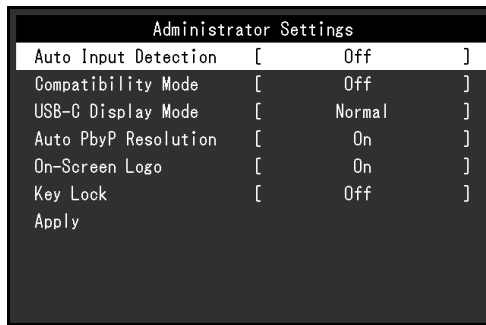 Administrator Settings
Auto Input Detection [ Off ]
Compatibility Mode [ Off ]
USB-C Display Mode [ Normal ]
Auto PbyP Resolution [ On ]
On-Screen Logo [ On ]
Key Lock [ Off ]
Apply